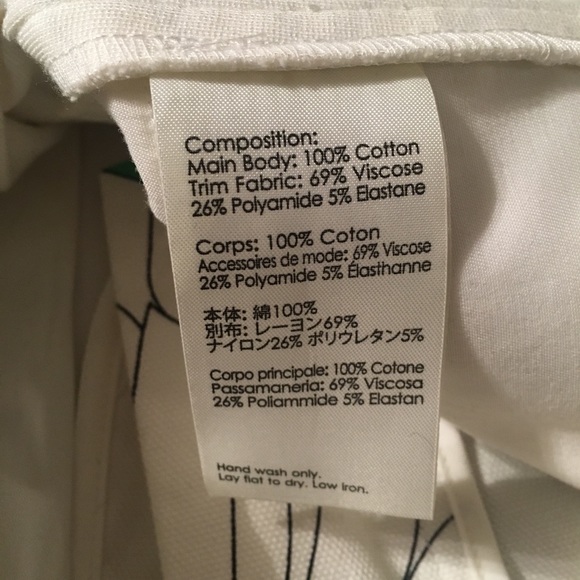 Composition:
Main Body: 100% Cotton
Trim Fabric: 69% Viscose
26% Polyamide 5% Elastane
Corps: 100% Coton
Accessoires de mode: 69% Viscose
26% Polyamide 5% Élasthanne
本体: 綿100%
別布: レーヨン69%
ナイロン26% ポリウレタン5%
Corpo principale: 100% Cotone
Passamaneria: 69% Viscosa
26% Poliammide 5% Elastan
Hand wash only.
Lay flat to dry. Low iron.